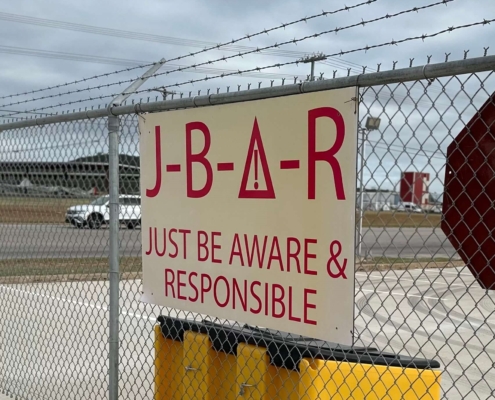 J-B-A-R
JUST BE AWARE &
RESPONSIBLE